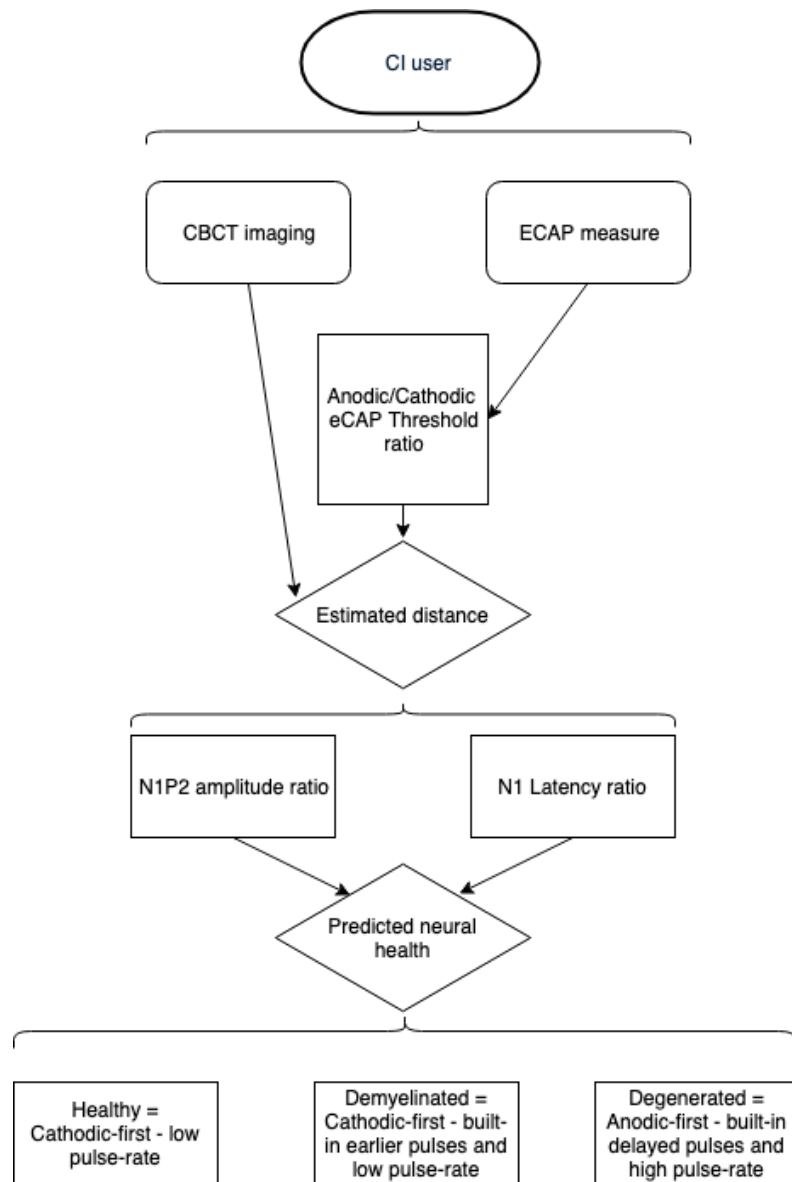 CI user
CBCT imaging
ECAP measure
Anodic/Cathodic
eCAP Threshold
ratio
Estimated distance
N1P2 amplitude ratio
N1 Latency ratio
Predicted neural
health
Healthy =
Cathodic-first - low
pulse-rate
Demyelinated =
Cathodic-first - built-
in earlier pulses and
low pulse-rate
Degenerated =
Anodic-first - built-in
delayed pulses and
high pulse-rate